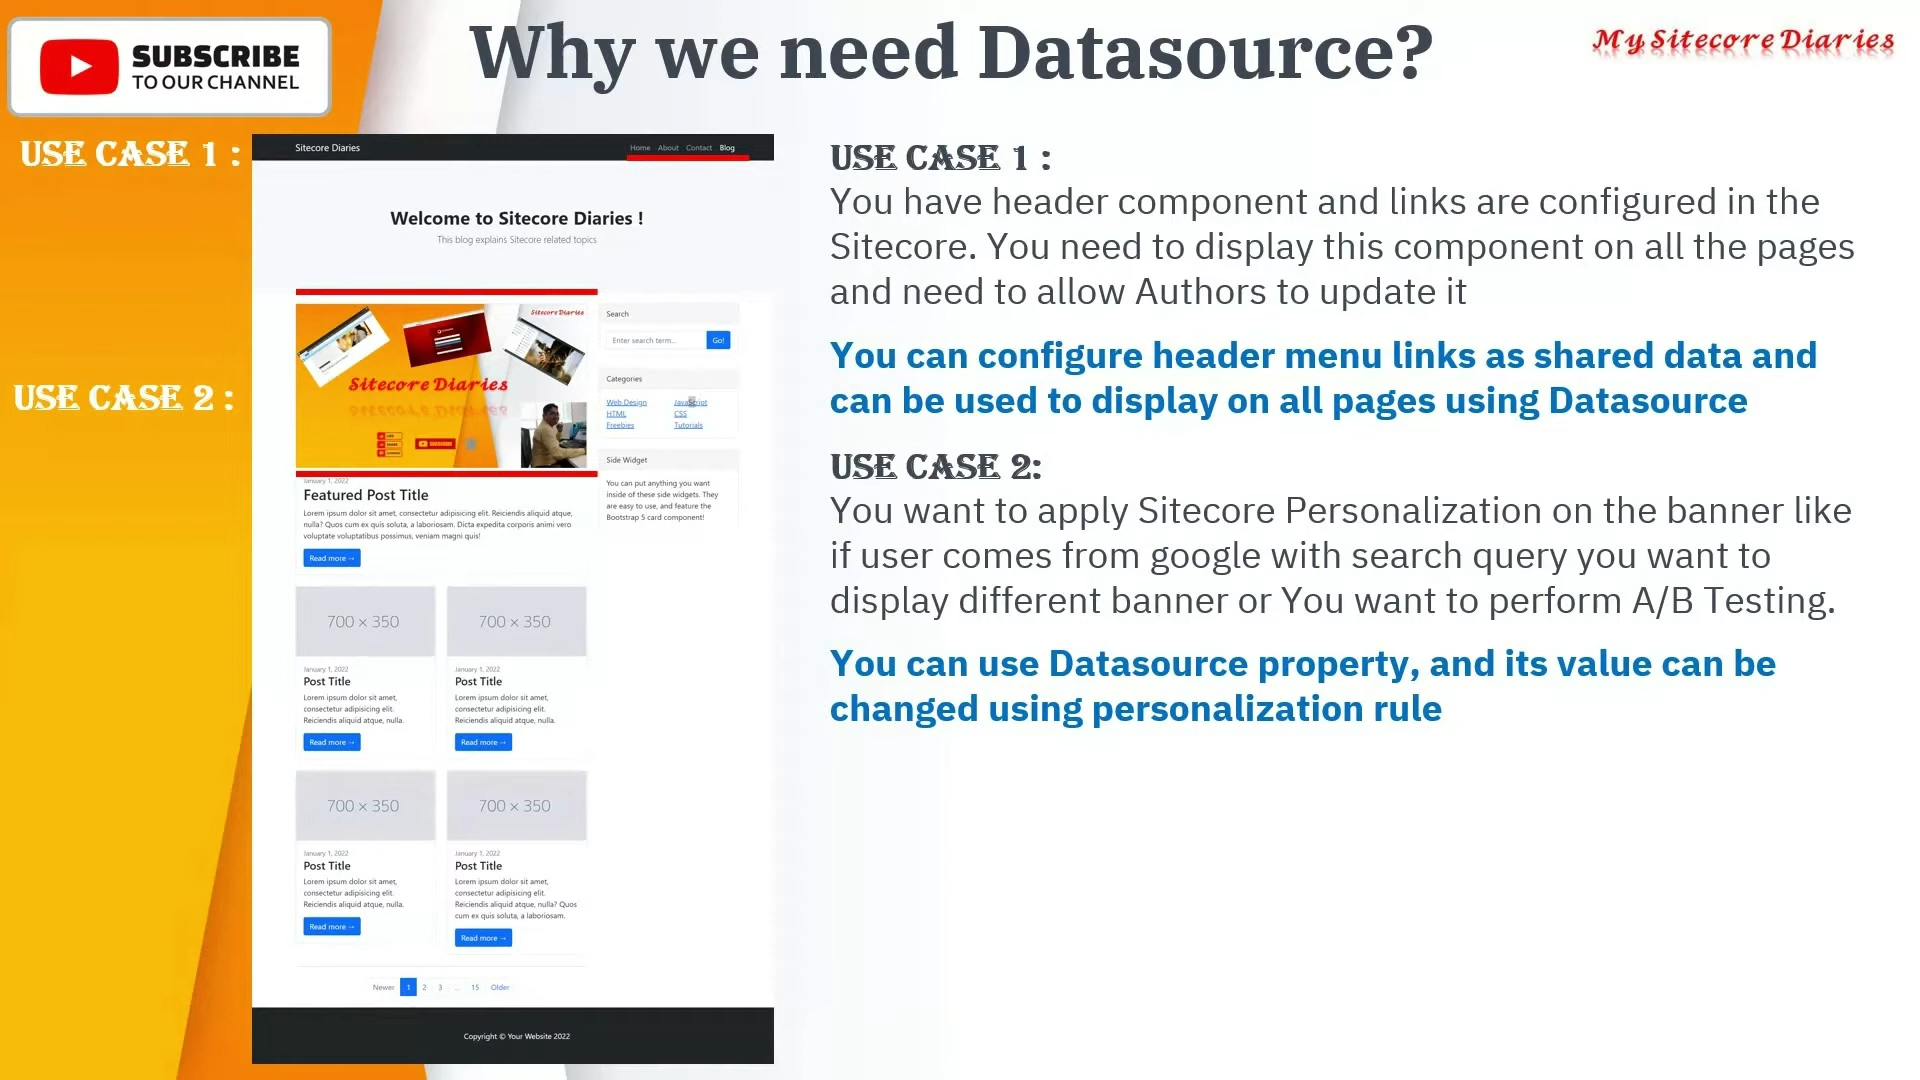 SUBSCRIBE
TO OUR CHANNEL
Why we need Datasource?
My Sitecore Diaries
USE CASE 1 :
USE CASE 2 :
Sitecore Diaries
Home About Contact Blog
Welcome to Sitecore Diaries !
This blog explains Sitecore related topics
Sitecore Diaries
Sitecore Diaries
SUBSCRIBE
January 1, 2022
Featured Post Title
Lorem ipsum dolor sit amet, consectetur adipisicing elit. Reiciendis aliquid atque,
nulla? Quos cum ex quis soluta, a laboriosam. Dicta expedita corporis animi vero
voluptate voluptatibus possimus, veniam magni quis!
Read more →
Search
Enter search term...
Go!
Categories
Web Design
HTML
Freebies
JavaScript
CSS
Tutorials
Side Widget
You can put anything you want
inside of these side widgets. They
are easy to use, and feature the
Bootstrap 5 card component!
700 × 350
January 1, 2022
Post Title
Lorem ipsum dolor sit amet,
consectetur adipisicing elit.
Reiciendis aliquid atque, nulla.
Read more →
700 × 350
January 1, 2022
Post Title
Lorem ipsum dolor sit amet,
consectetur adipisicing elit.
Reiciendis aliquid atque, nulla.
Read more →
700 × 350
January 1, 2022
Post Title
Lorem ipsum dolor sit amet,
consectetur adipisicing elit.
Reiciendis aliquid atque, nulla.
Read more →
700 × 350
January 1, 2022
Post Title
Lorem ipsum dolor sit amet,
consectetur adipisicing elit.
Reiciendis aliquid atque, nulla? Quos
cum ex quis soluta, a laboriosam.
Read more →
Newer 1 2 3 ... 15 Older
Copyright © Your Website 2022
USE CASE 1 :
You have header component and links are configured in the
Sitecore. You need to display this component on all the pages
and need to allow Authors to update it
You can configure header menu links as shared data and
can be used to display on all pages using Datasource
USE CASE 2:
You want to apply Sitecore Personalization on the banner like
if user comes from google with search query you want to
display different banner or You want to perform A/B Testing.
You can use Datasource property, and its value can be
changed using personalization rule